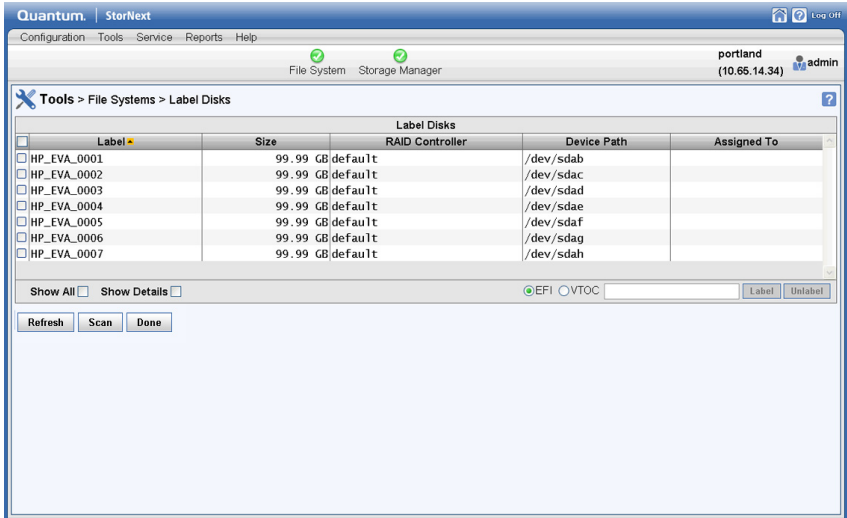 Quantum. | StorNext Log Off
Configuration Tools Service Reports Help
File System Storage Manager portland (10.65.14.34) admin
Tools > File Systems > Label Disks ?
Label Disks
Label Size RAID Controller Device Path Assigned To
HP_EVA_0001 99.99 GB default /dev/sdab
HP_EVA_0002 99.99 GB default /dev/sdac
HP_EVA_0003 99.99 GB default /dev/sdad
HP_EVA_0004 99.99 GB default /dev/sdae
HP_EVA_0005 99.99 GB default /dev/sdaf
HP_EVA_0006 99.99 GB default /dev/sdag
HP_EVA_0007 99.99 GB default /dev/sdah
Show All Show Details EFI VTOC Label Unlabel
Refresh Scan Done